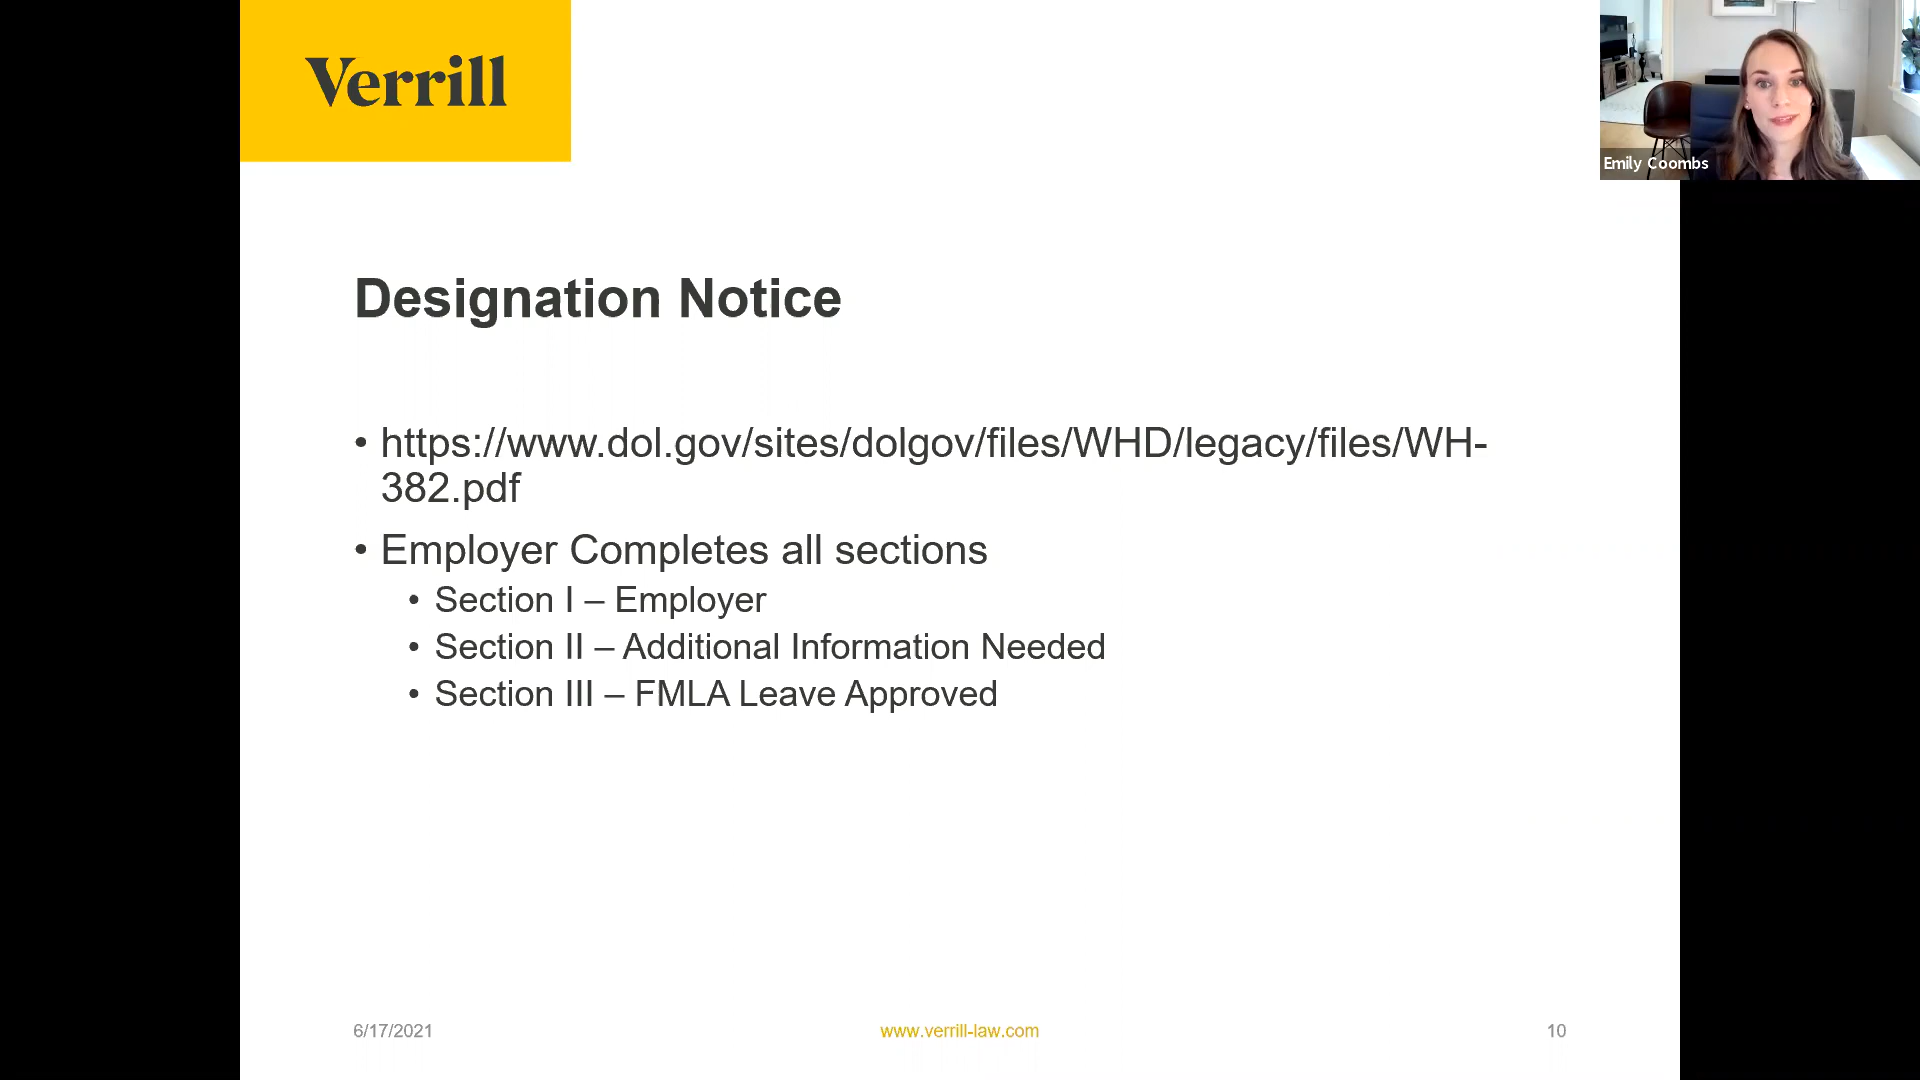 Verrill
Emily Coombs
Designation Notice
• https://www.dol.gov/sites/dolgov/files/WHD/legacy/files/WH-
382.pdf
• Employer Completes all sections
• Section I – Employer
• Section II – Additional Information Needed
• Section III – FMLA Leave Approved
6/17/2021
www.verrill-law.com
10